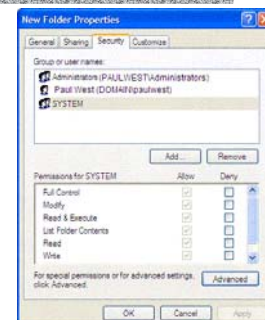 New Folder Properties
General Sharing Security Customize
Group or user names:
Administrators (PAULWEST\Administrators)
Paul West (DOMAIN\paulwest)
SYSTEM
Add... Remove
Permissions for SYSTEM Allow Deny
Full Control
Modify
Read & Execute
List Folder Contents
Read
Write
For special permissions or for advanced settings,
click Advanced.
Advanced
OK Cancel Apply